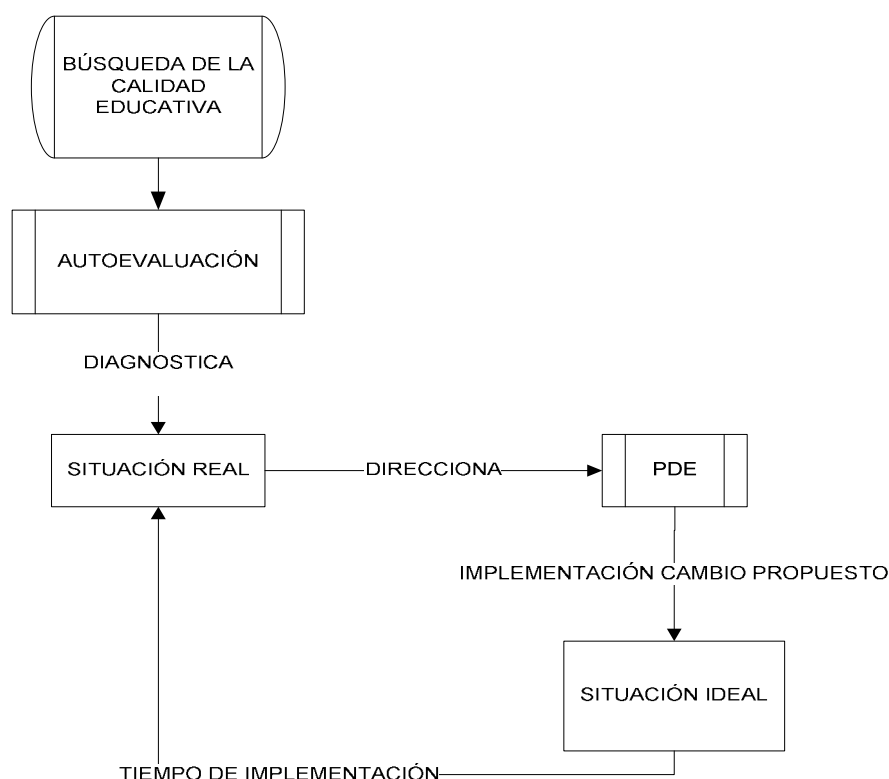 BÚSQUEDA DE LA
CALIDAD
EDUCATIVA
AUTOEVALUACIÓN
DIAGNOSTICA
SITUACIÓN REAL
DIRECCIONA
PDE
IMPLEMENTACIÓN CAMBIO PROPUESTO
SITUACIÓN IDEAL
TIEMPO DE IMPLEMENTACIÓN